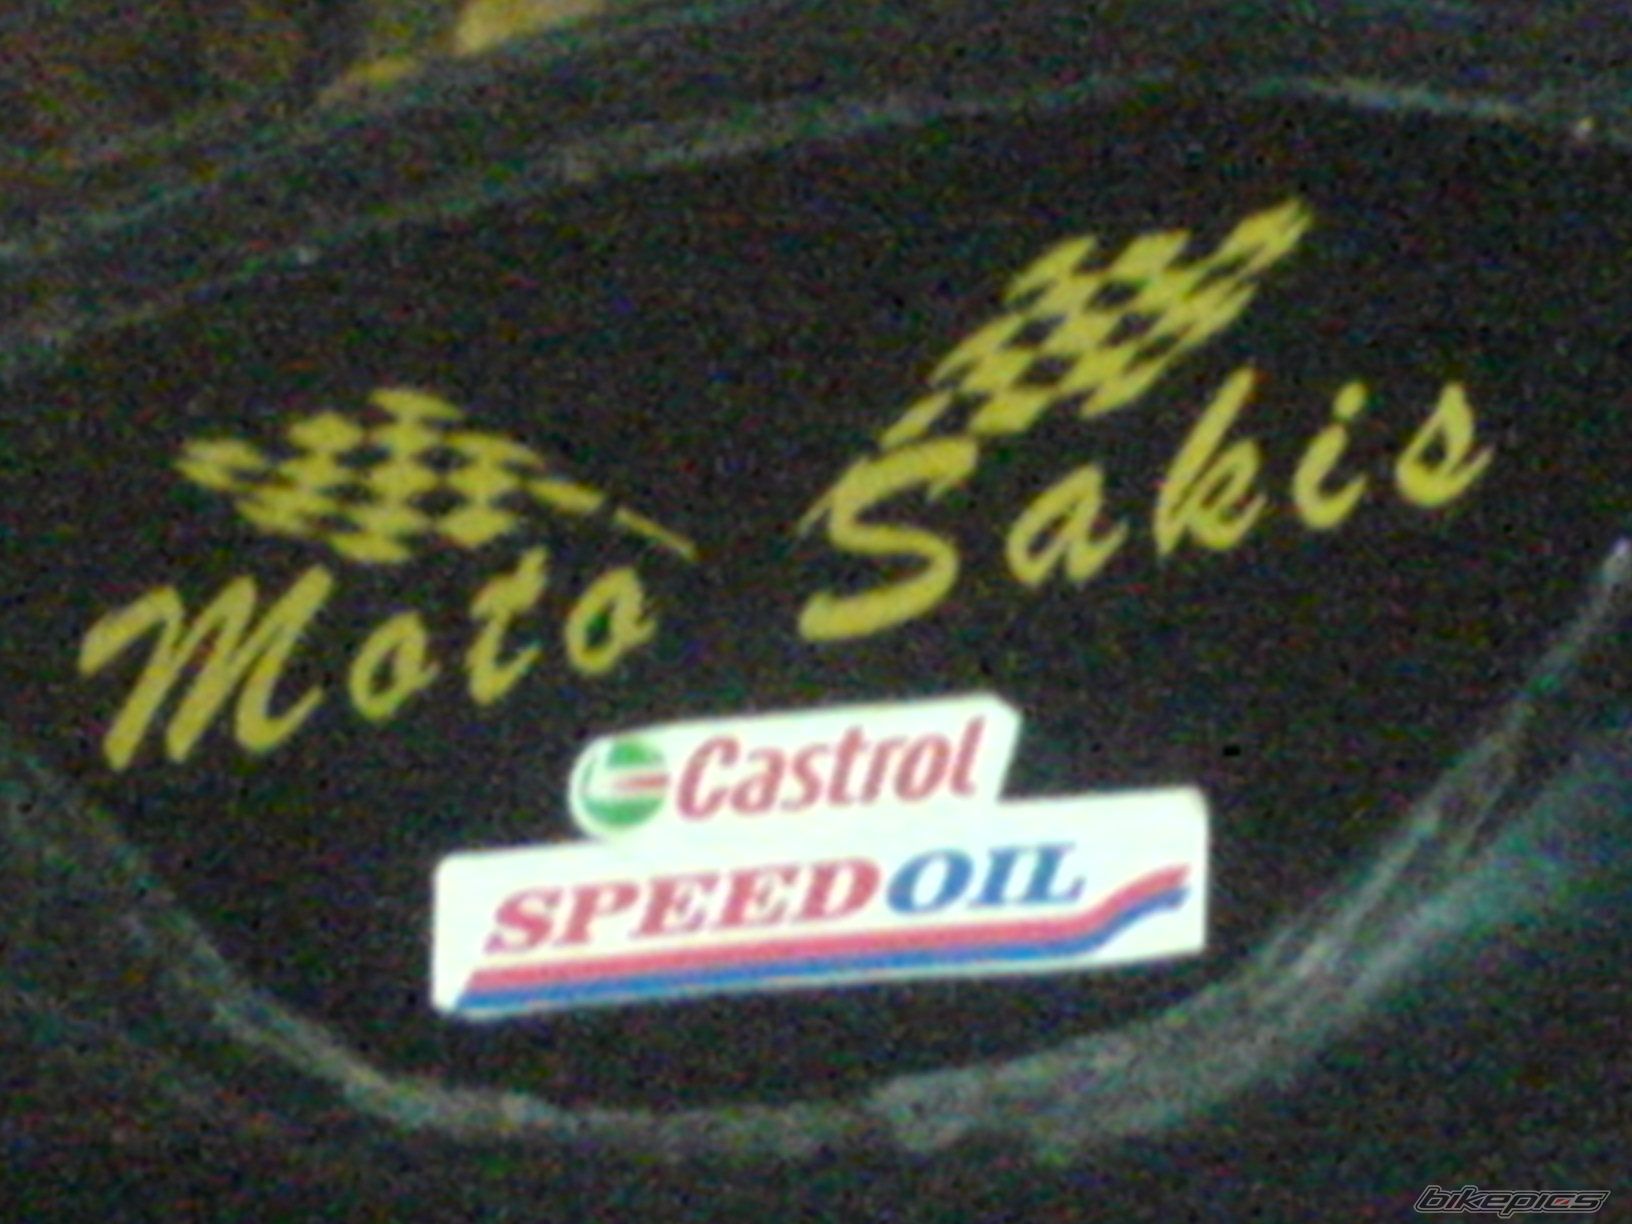 Moto Sakis
Castrol
SPEEDOIL
bikepics